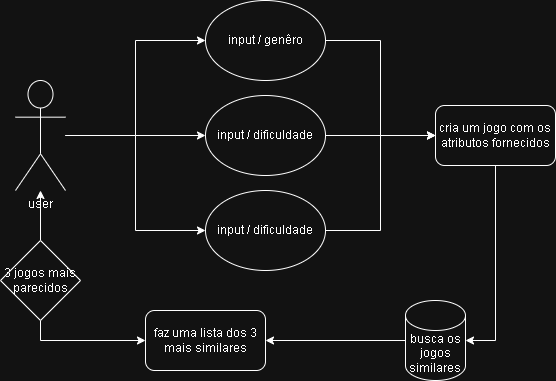 input / genêro
input / dificuldade
cria um jogo com os
atributos fornecidos
input / dificuldade
user
3 jogos mais
parecidos
faz uma lista dos 3
mais similares
busca os
jogos
similares